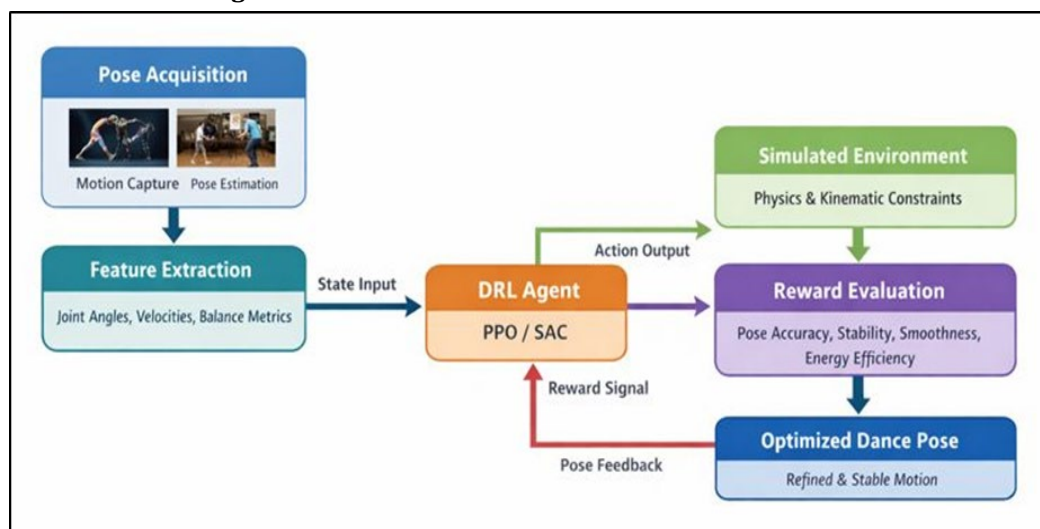 Pose Acquisition
Motion Capture
Pose Estimation
Feature Extraction
Joint Angles, Velocities, Balance Metrics
State Input
DRL Agent
PPO / SAC
Action Output
Simulated Environment
Physics & Kinematic Constraints
Reward Evaluation
Pose Accuracy, Stability, Smoothness,
Energy Efficiency
Reward Signal
Pose Feedback
Optimized Dance Pose
Refined & Stable Motion